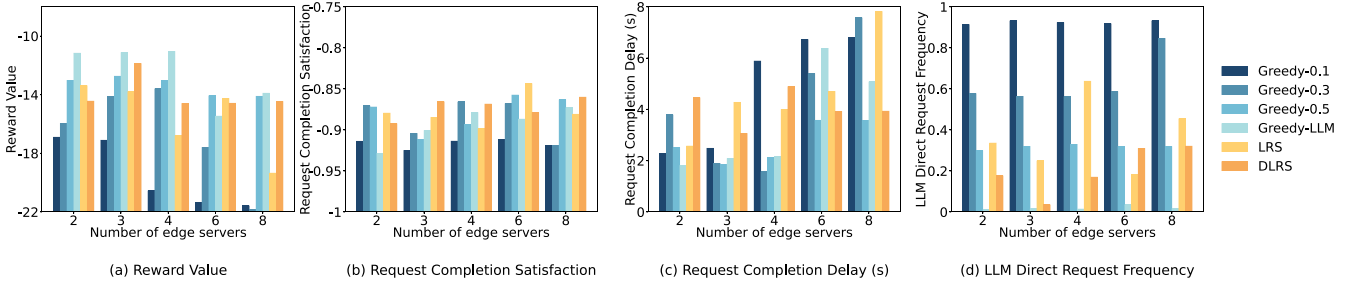 -10
-14
-18
-22
Reward Value
2 3 4 6 8
Number of edge servers
(a) Reward Value
-0.75
-0.8
-0.85
-0.9
-0.95
-1
Request Completion Satisfaction
2 3 4 6 8
Number of edge servers
(b) Request Completion Satisfaction
8
6
4
2
0
Request Completion Delay (s)
2 3 4 6 8
Number of edge servers
(c) Request Completion Delay (s)
1
0.8
0.6
0.4
0.2
0
LLM Direct Request Frequency
2 3 4 6 8
Number of edge servers
(d) LLM Direct Request Frequency
Greedy-0.1
Greedy-0.3
Greedy-0.5
Greedy-LLM
LRS
DLRS